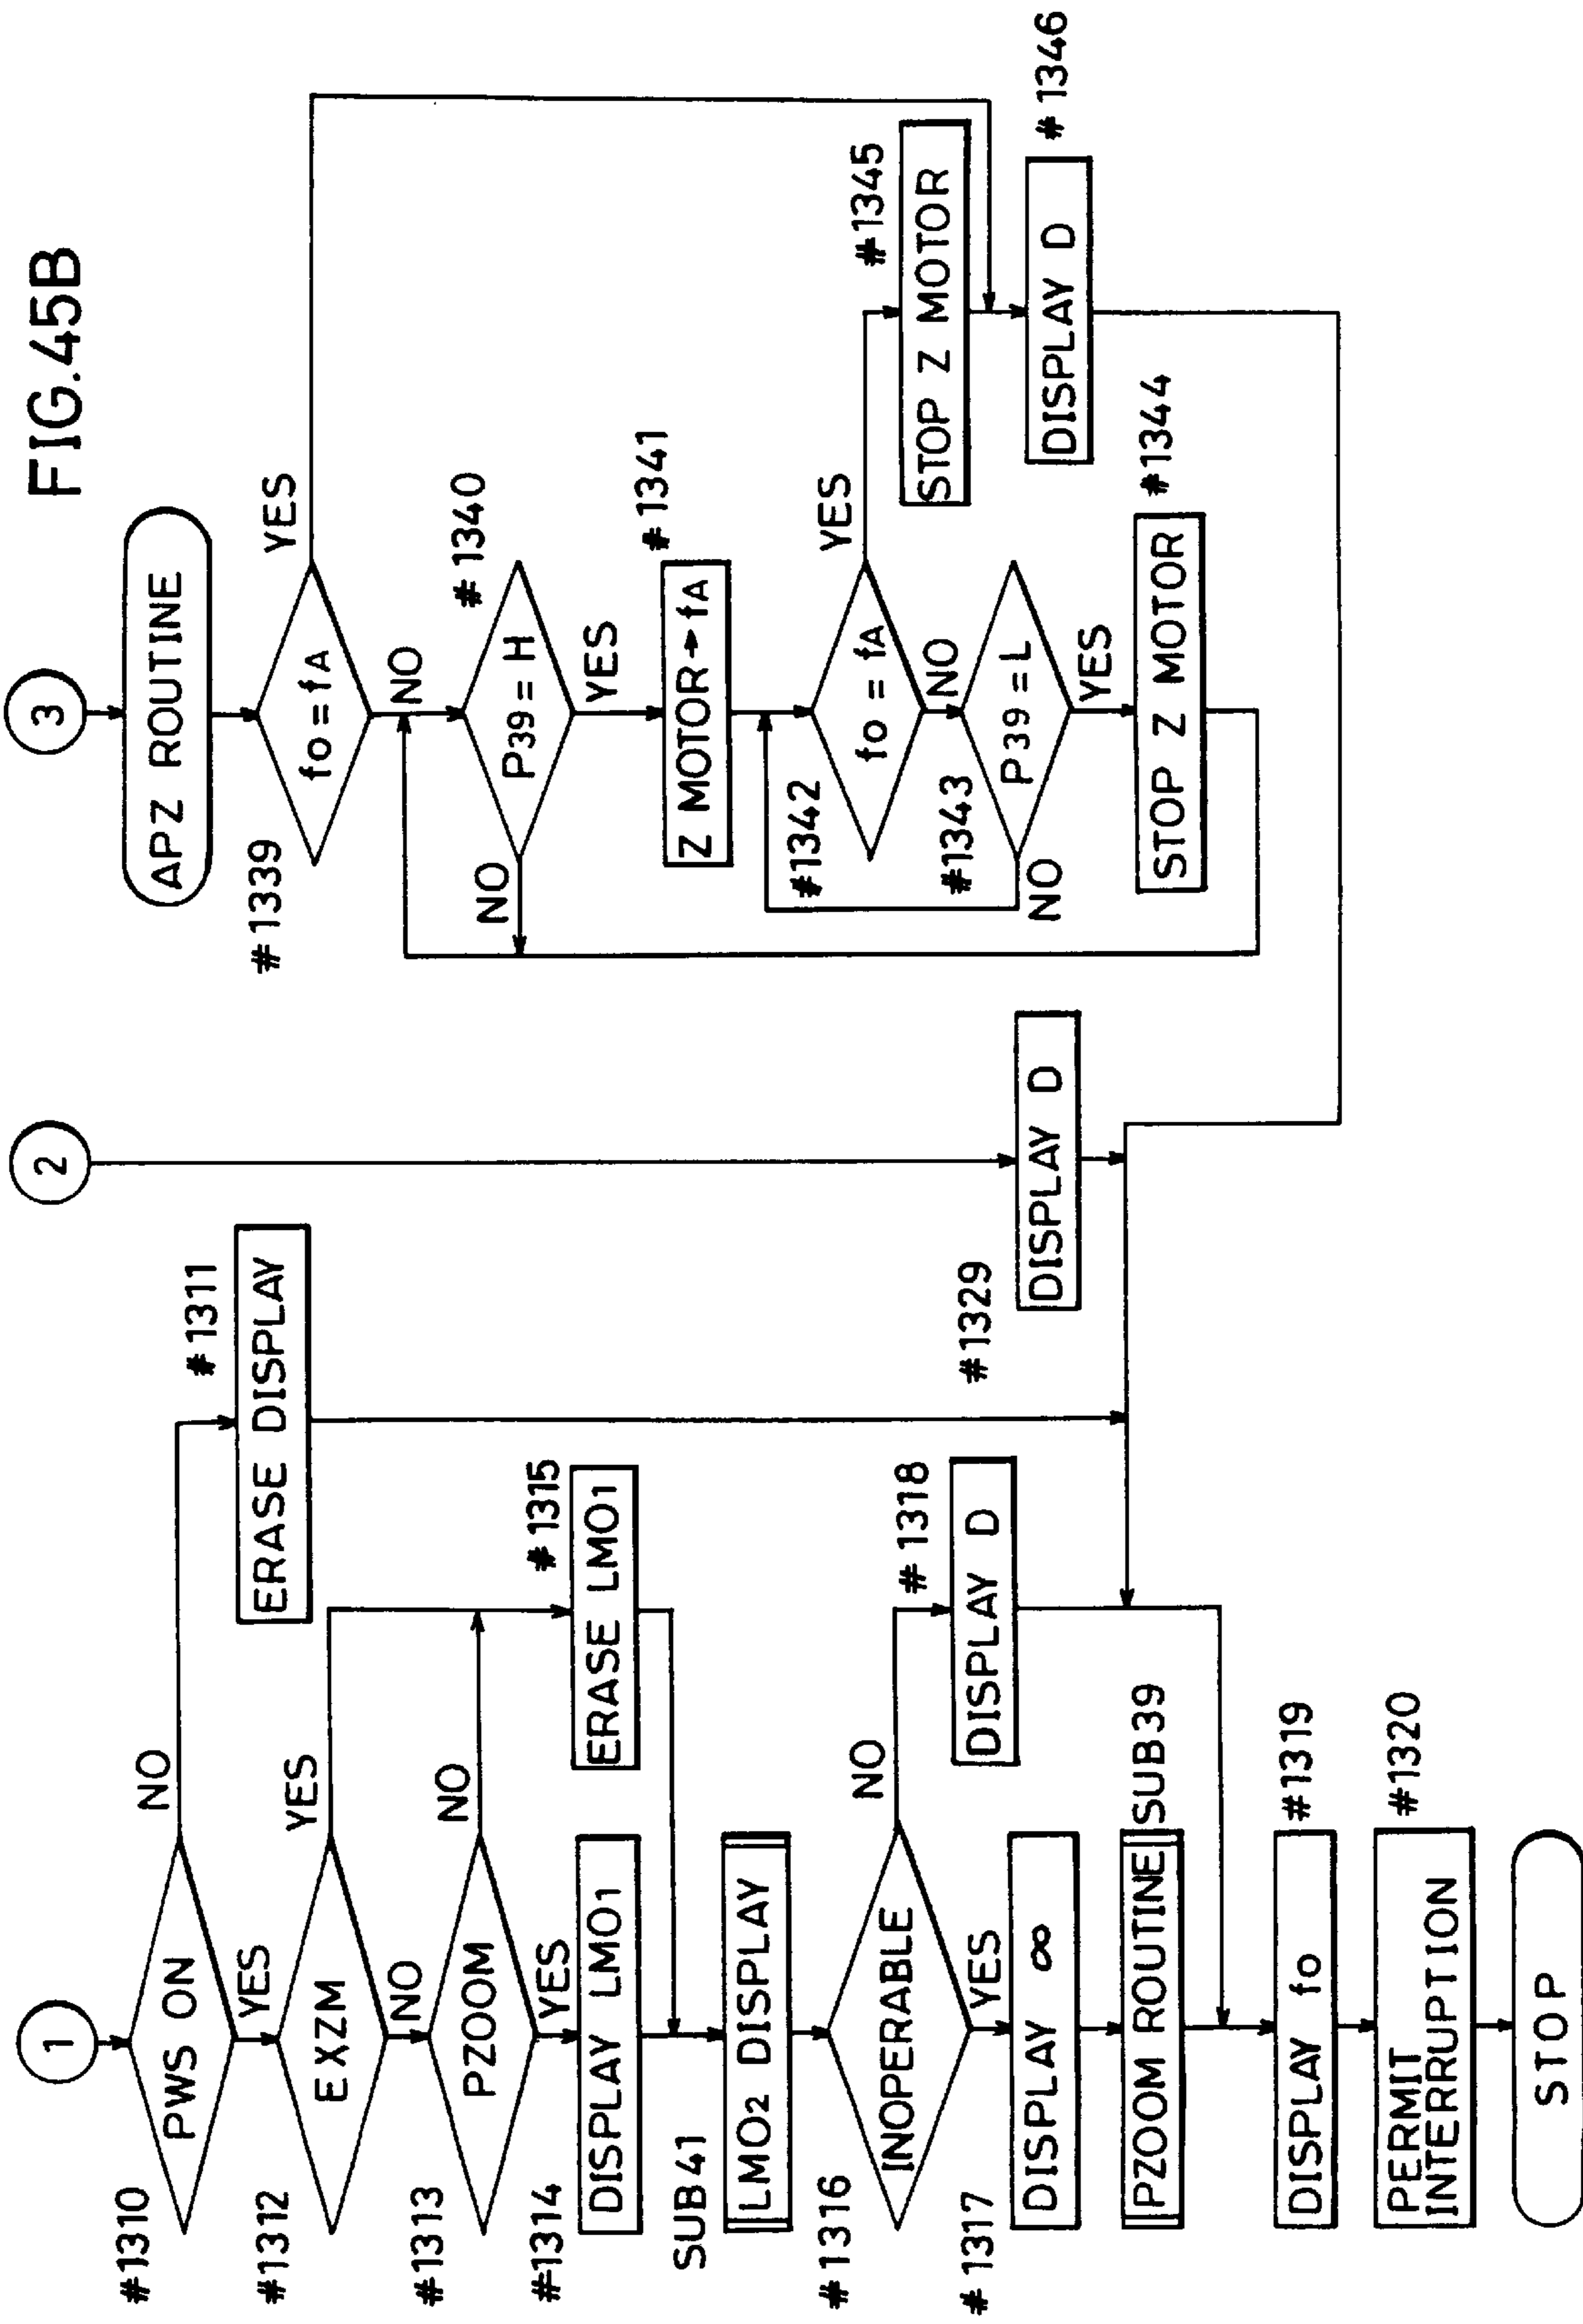 FIG.45B
1
#1310
PWS ON
NO
YES
#1311
ERASE DISPLAY
#1312
EXZM
YES
NO
#1313
PZOOM
NO
YES
#1314
DISPLAY LMO1
#1315
ERASE LMO1
SUB41
LMO2 DISPLAY
#1316
INOPERABLE
NO
YES
#1317
DISPLAY ∞
#1318
DISPLAY D
PZOOM ROUTINE
SUB39
DISPLAY fo
#1319
PERMIT
INTERRUPTION
#1320
STOP
2
#1329
DISPLAY D
3
APZ ROUTINE
#1339
fo = fA
YES
NO
#1340
P39 = H
NO
YES
#1341
Z MOTOR→fA
#1342
fo = fA
YES
NO
#1343
P39 = L
NO
YES
#1344
STOP Z MOTOR
#1345
STOP Z MOTOR
#1346
DISPLAY D